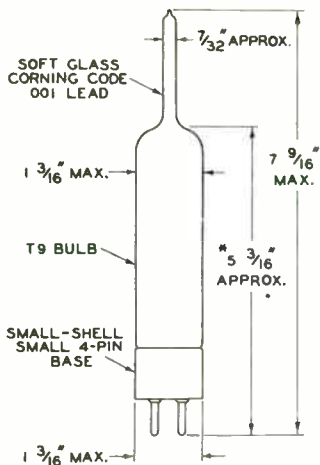 7/32" APPROX.
SOFT GLASS
CORNING CODE
001 LEAD
1 3/16" MAX.
7 9/16"
MAX.
T9 BULB
*5 3/16"
APPROX.
SMALL-SHELL
SMALL 4-PIN
BASE
1 3/16" MAX.